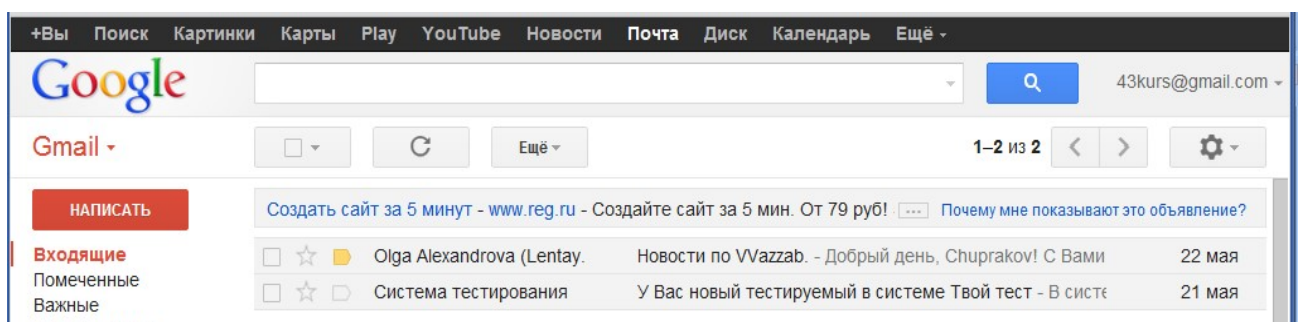 +Вы Поиск Картинки Карты Play YouTube Новости Почта Диск Календарь Ещё
Google 43kurs@gmail.com
Gmail Ещё 1–2 из 2
НАПИСАТЬ Создать сайт за 5 минут - www.reg.ru - Создайте сайт за 5 мин. От 79 руб! Почему мне показывают это объявление?
Входящие Olga Alexandrova (Lentay. Новости по VVazzab. - Добрый день, Chuprakov! С Вами 22 мая
Помеченные
Важные Система тестирования У Вас новый тестируемый в системе Твой тест - В систе 21 мая